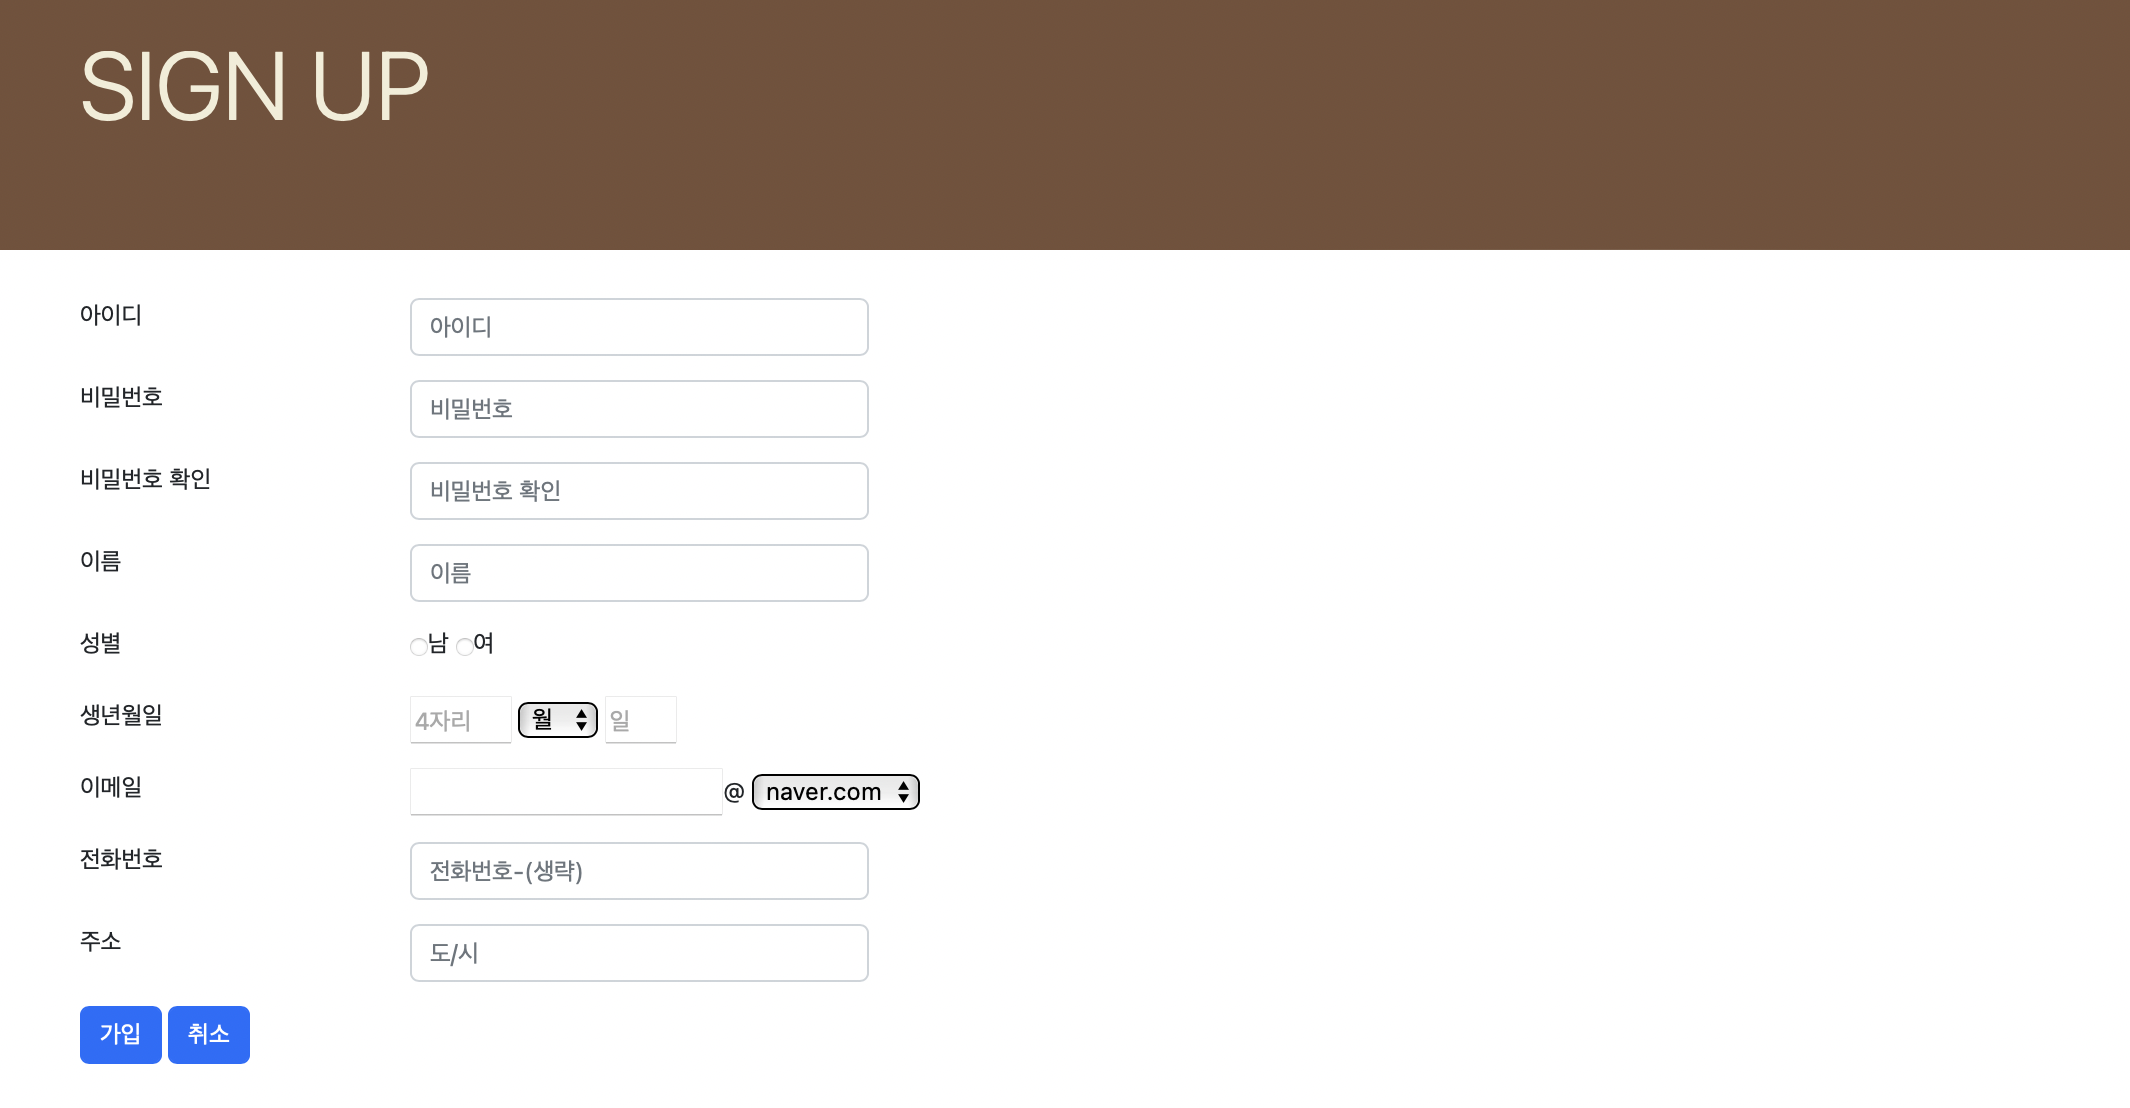 SIGN UP
아이디 아이디
비밀번호 비밀번호
비밀번호 확인 비밀번호 확인
이름 이름
성별 남 여
생년월일 4자리 월 일
이메일 @ naver.com
전화번호 전화번호-(생략)
주소 도/시
가입 취소